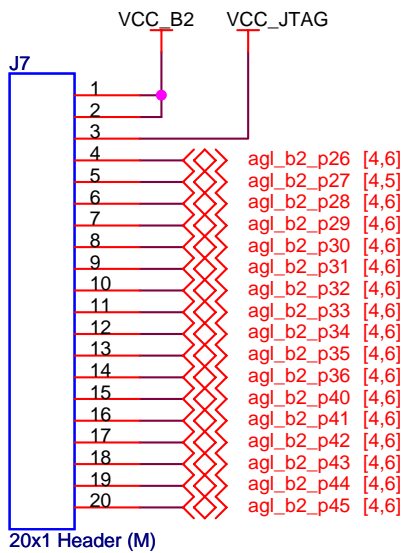 VCC_B2 VCC_JTAG
J7
1
2
3
4 agl_b2_p26 [4,6]
5 agl_b2_p27 [4,5]
6 agl_b2_p28 [4,6]
7 agl_b2_p29 [4,6]
8 agl_b2_p30 [4,6]
9 agl_b2_p31 [4,6]
10 agl_b2_p32 [4,6]
11 agl_b2_p33 [4,6]
12 agl_b2_p34 [4,6]
13 agl_b2_p35 [4,6]
14 agl_b2_p36 [4,6]
15 agl_b2_p40 [4,6]
16 agl_b2_p41 [4,6]
17 agl_b2_p42 [4,6]
18 agl_b2_p43 [4,6]
19 agl_b2_p44 [4,6]
20 agl_b2_p45 [4,6]
20x1 Header (M)